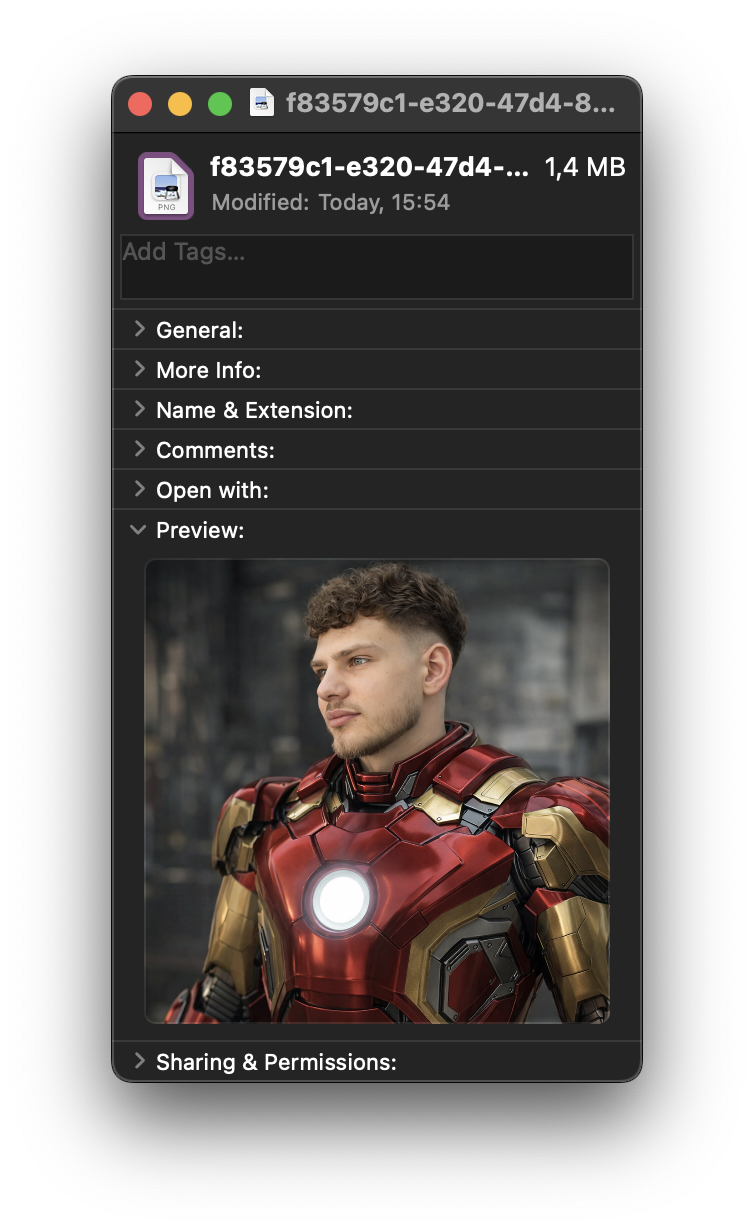 f83579c1-e320-47d4-8...
f83579c1-e320-47d4-... 1,4 MB
Modified: Today, 15:54
PNG
Add Tags...
General:
More Info:
Name & Extension:
Comments:
Open with:
Preview:
Sharing & Permissions: